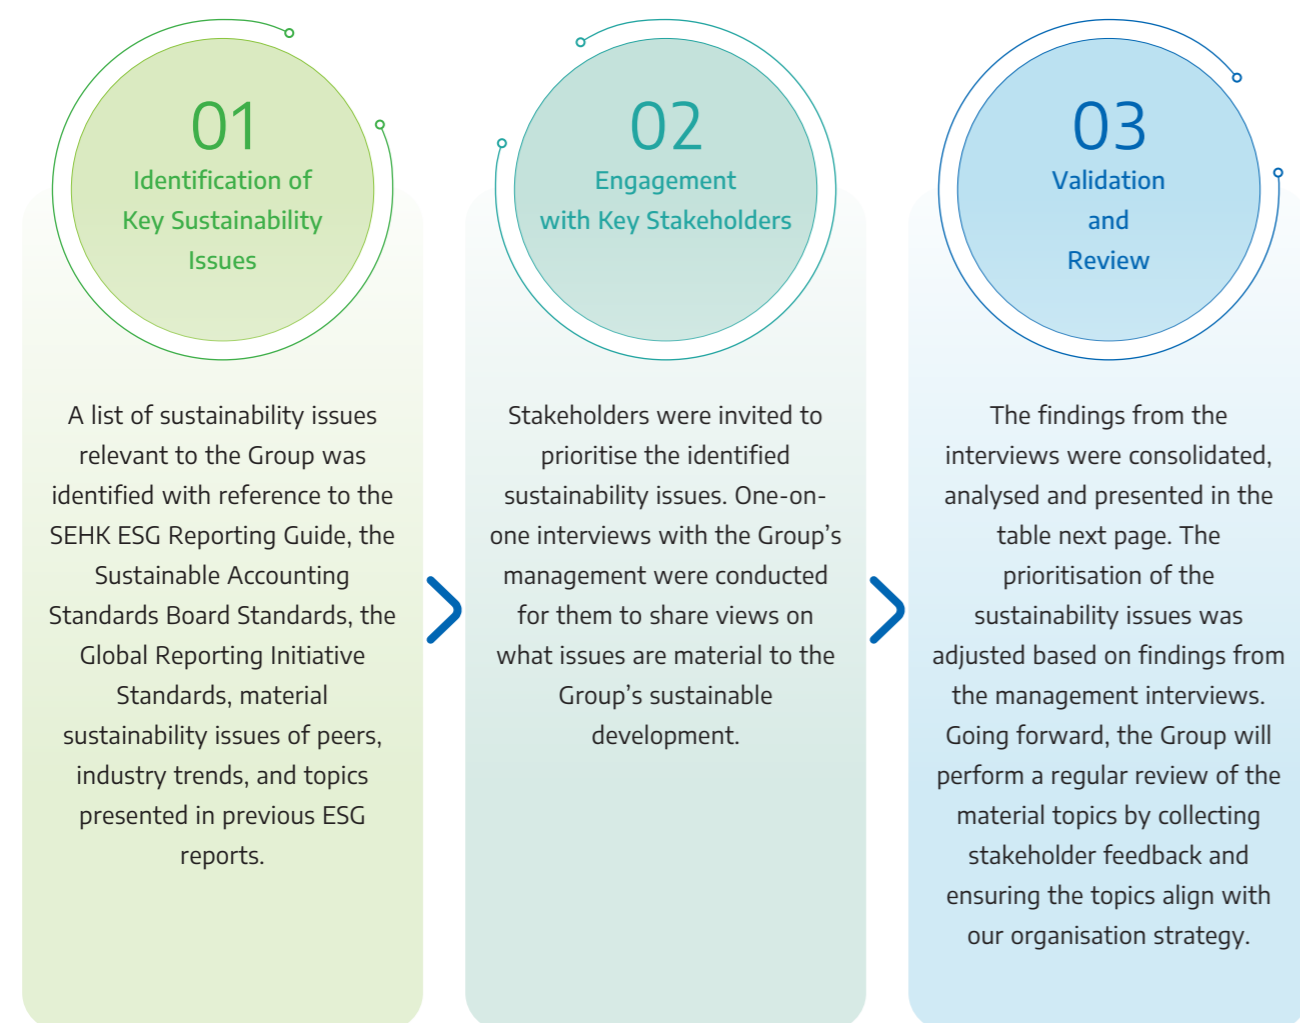 01
Identification of
Key Sustainability
Issues
A list of sustainability issues
relevant to the Group was
identified with reference to the
SEHK ESG Reporting Guide, the
Sustainable Accounting
Standards Board Standards, the
Global Reporting Initiative
Standards, material
sustainability issues of peers,
industry trends, and topics
presented in previous ESG
reports.
02
Engagement
with Key Stakeholders
Stakeholders were invited to
prioritise the identified
sustainability issues. One-on-
one interviews with the Group’s
management were conducted
for them to share views on
what issues are material to the
Group’s sustainable
development.
03
Validation
and
Review
The findings from the
interviews were consolidated,
analysed and presented in the
table next page. The
prioritisation of the
sustainability issues was
adjusted based on findings from
the management interviews.
Going forward, the Group will
perform a regular review of the
material topics by collecting
stakeholder feedback and
ensuring the topics align with
our organisation strategy.